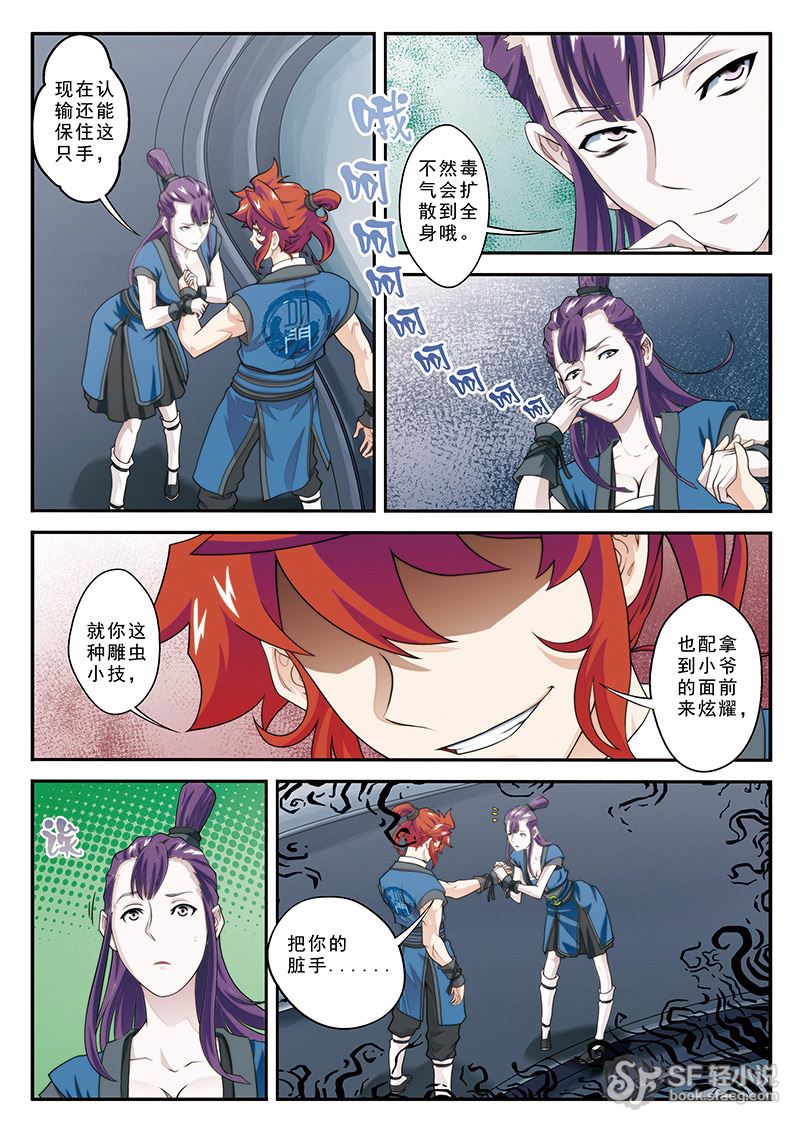 现在认
输还能
保住这
只手，
不然毒
气会扩
散到全
身哦。
哦
呵呵呵呵呵呵呵呵呵
就你这
种雕虫
小技，
也配拿
到小爷
的面前
来炫耀，
诶
把你的
脏手......
明
門
SF轻小说
book.sfacg.com